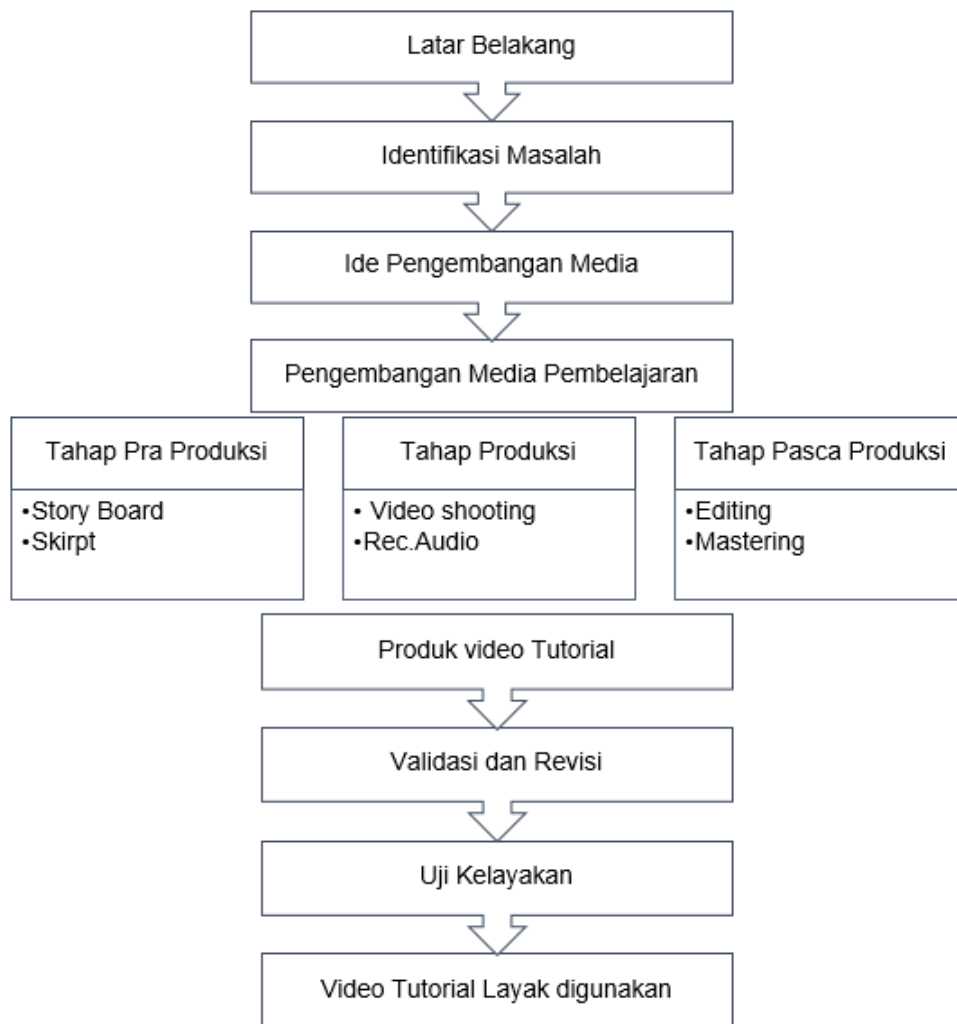 Latar Belakang
Identifikasi Masalah
Ide Pengembangan Media
Pengembangan Media Pembelajaran
Tahap Pra Produksi
•Story Board
•Skirpt
Tahap Produksi
• Video shooting
•Rec.Audio
Tahap Pasca Produksi
•Editing
•Mastering
Produk video Tutorial
Validasi dan Revisi
Uji Kelayakan
Video Tutorial Layak digunakan